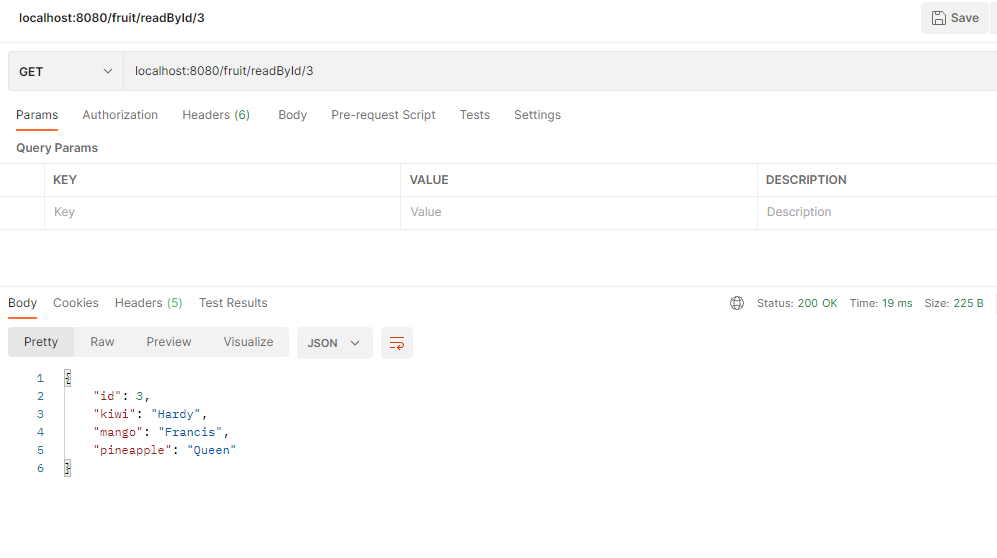 localhost:8080/fruit/readById/3 Save
GET localhost:8080/fruit/readById/3
Params Authorization Headers (6) Body Pre-request Script Tests Settings
Query Params
KEY VALUE DESCRIPTION
Key Value Description
Body Cookies Headers (5) Test Results Status: 200 OK Time: 19 ms Size: 225 B
Pretty Raw Preview Visualize JSON
1 {
2 "id": 3,
3 "kiwi": "Hardy",
4 "mango": "Francis",
5 "pineapple": "Queen"
6 }